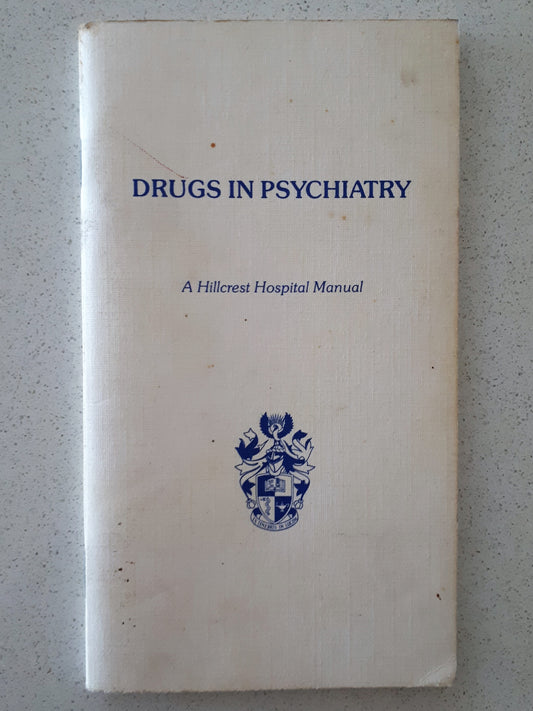 DRUGS IN PSYCHIATRY
A Hillcrest Hospital Manual